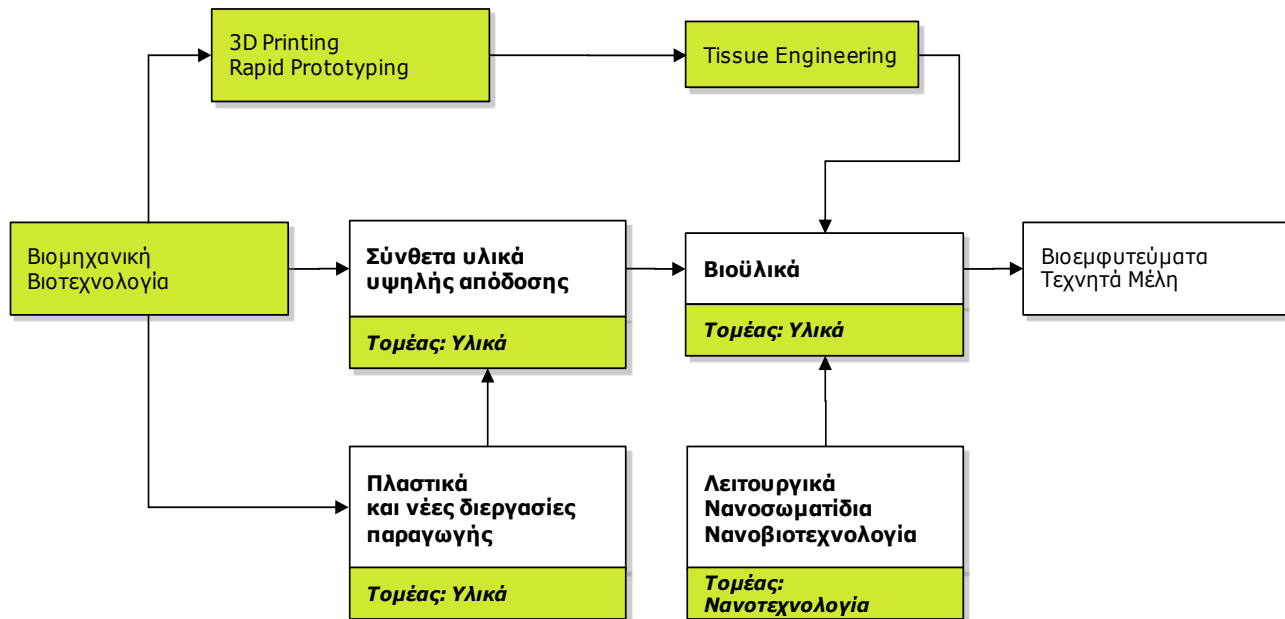 3D Printing
Rapid Prototyping
Tissue Engineering
Βιομηχανική
Βιοτεχνολογία
Σύνθετα υλικά
υψηλής απόδοσης
Τομέας: Υλικά
Βιοϋλικά
Τομέας: Υλικά
Βιοεμφυτεύματα
Τεχνητά Μέλη
Πλαστικά
και νέες διεργασίες
παραγωγής
Τομέας: Υλικά
Λειτουργικά
Νανοσωματίδια
Νανοβιοτεχνολογία
Τομέας:
Νανοτεχνολογία